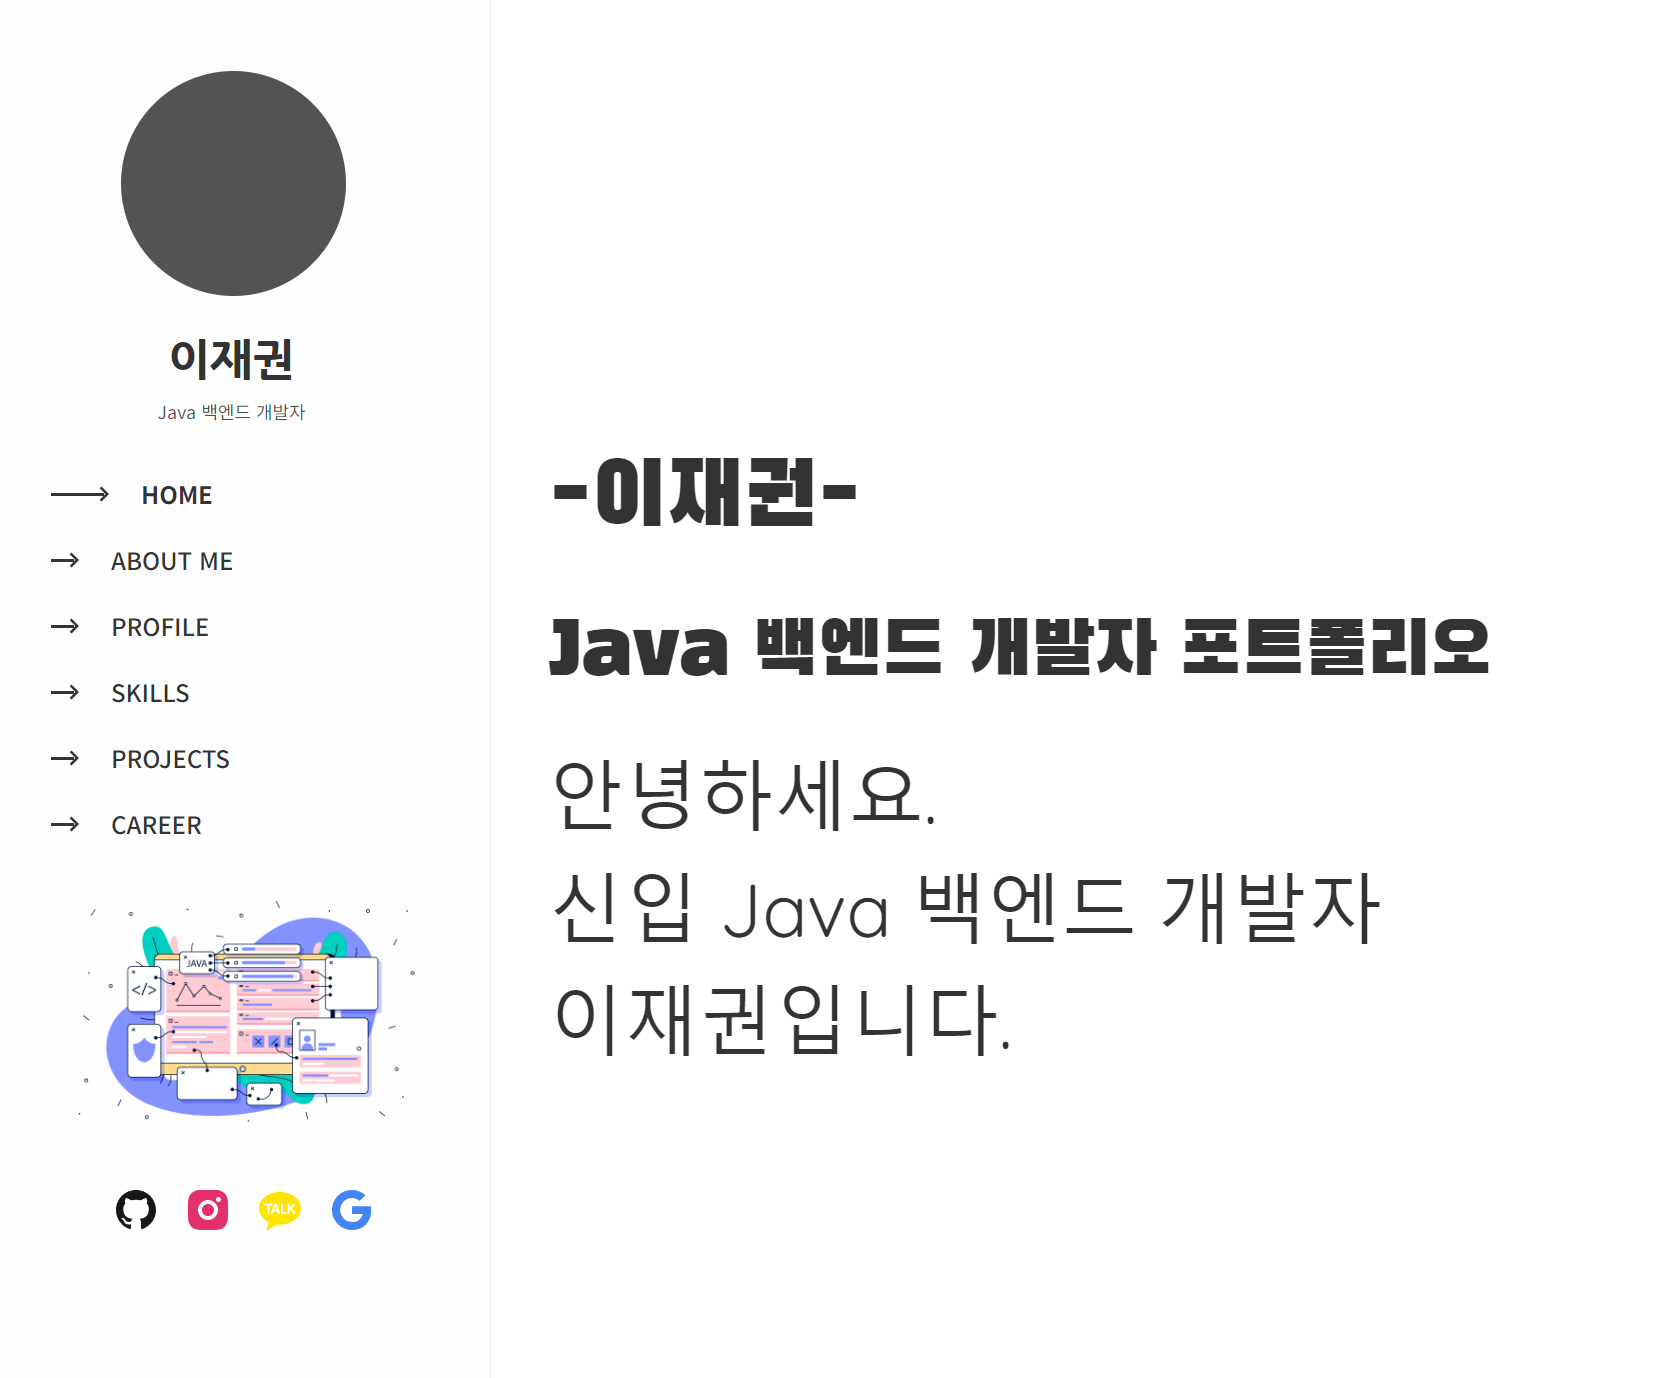 이재권
Java 백엔드 개발자
HOME
ABOUT ME
PROFILE
SKILLS
PROJECTS
CAREER
JAVA
</>
TALK
-이재권-
Java 백엔드 개발자 포트폴리오
안녕하세요.
신입 Java 백엔드 개발자
이재권입니다.